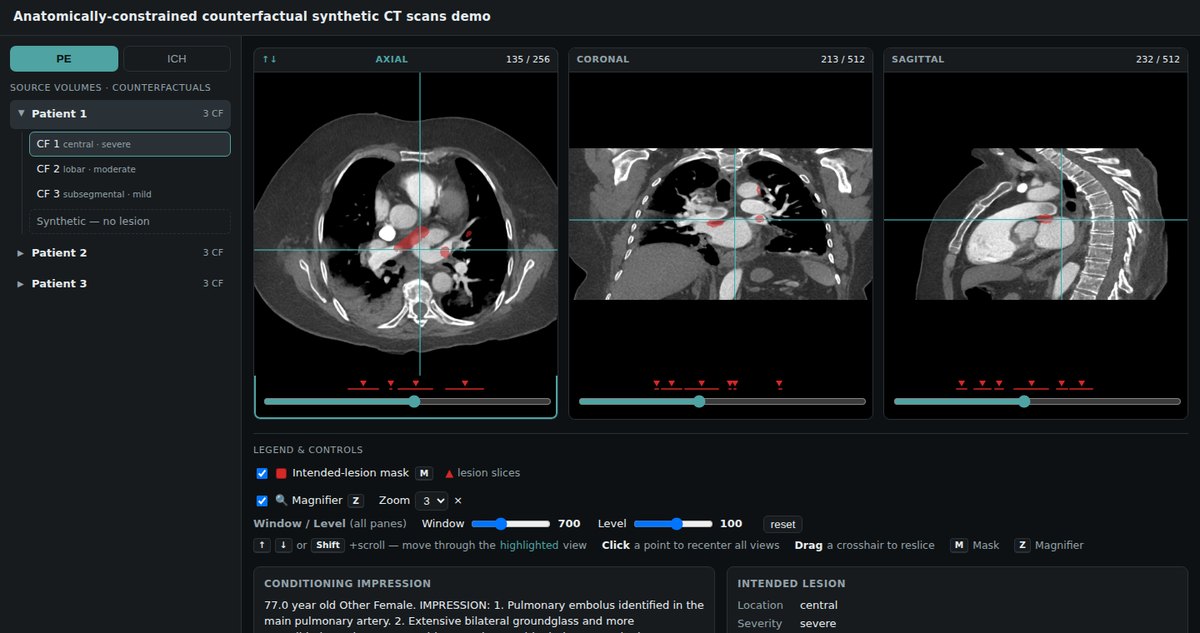 Anatomically-constrained counterfactual synthetic CT scans demo
PE
ICH
SOURCE VOLUMES · COUNTERFACTUALS
▼ Patient 1 3 CF
CF 1 central · severe
CF 2 lobar · moderate
CF 3 subsegmental · mild
Synthetic — no lesion
▶ Patient 2 3 CF
▶ Patient 3 3 CF
↑↓ AXIAL 135 / 256
CORONAL 213 / 512
SAGITTAL 232 / 512
LEGEND & CONTROLS
Intended-lesion mask M ▲ lesion slices
🔍 Magnifier Z Zoom 3 ×
Window / Level (all panes) Window 700 Level 100 reset
↑ ↓ or Shift +scroll — move through the highlighted view Click a point to recenter all views Drag a crosshair to reslice M Mask Z Magnifier
CONDITIONING IMPRESSION
77.0 year old Other Female. IMPRESSION: 1. Pulmonary embolus identified in the
main pulmonary artery. 2. Extensive bilateral groundglass and more
INTENDED LESION
Location central
Severity severe